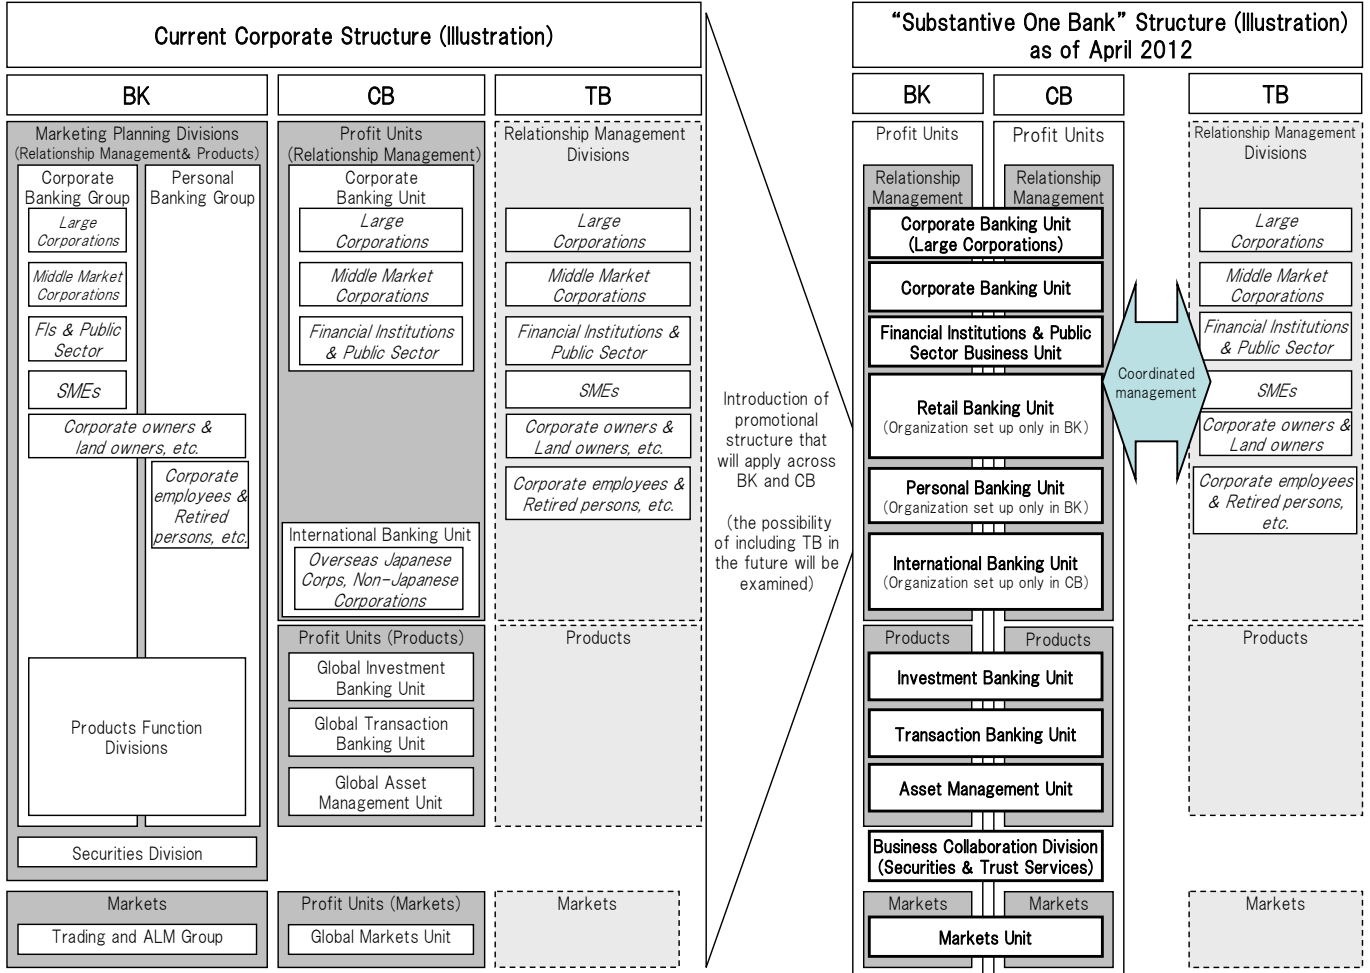 Current Corporate Structure (Illustration)
BK
CB
TB
Marketing Planning Divisions
(Relationship Management& Products)
Corporate
Banking Group
Large
Corporations
Middle Market
Corporations
FIs & Public
Sector
SMEs
Personal
Banking Group
Corporate owners &
land owners, etc.
Corporate
employees &
Retired
persons, etc.
Products Function
Divisions
Securities Division
Markets
Trading and ALM Group
Profit Units
(Relationship Management)
Corporate
Banking Unit
Large
Corporations
Middle Market
Corporations
Financial Institutions
& Public Sector
International Banking Unit
Overseas Japanese
Corps, Non-Japanese
Corporations
Profit Units (Products)
Global Investment
Banking Unit
Global Transaction
Banking Unit
Global Asset
Management Unit
Profit Units (Markets)
Global Markets Unit
Relationship Management
Divisions
Large
Corporations
Middle Market
Corporations
Financial Institutions &
Public Sector
SMEs
Corporate owners &
Land owners, etc.
Corporate employees &
Retired persons, etc.
Products
Markets
Introduction of
promotional
structure that
will apply across
BK and CB
(the possibility
of including TB in
the future will be
examined)
“Substantive One Bank” Structure (Illustration)
as of April 2012
BK
CB
TB
Profit Units
Profit Units
Relationship
Management
Relationship
Management
Corporate Banking Unit
(Large Corporations)
Corporate Banking Unit
Financial Institutions & Public
Sector Business Unit
Retail Banking Unit
(Organization set up only in BK)
Personal Banking Unit
(Organization set up only in BK)
International Banking Unit
(Organization set up only in CB)
Products
Products
Investment Banking Unit
Transaction Banking Unit
Asset Management Unit
Business Collaboration Division
(Securities & Trust Services)
Markets
Markets
Markets Unit
Coordinated
management
Relationship Management
Divisions
Large
Corporations
Middle Market
Corporations
Financial Institutions
& Public Sector
SMEs
Corporate owners &
Land owners
Corporate employees
& Retired persons,
etc.
Products
Markets